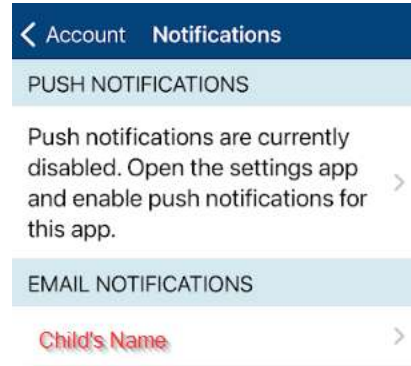 Account Notifications
PUSH NOTIFICATIONS
Push notifications are currently
disabled. Open the settings app
and enable push notifications for
this app.
EMAIL NOTIFICATIONS
Child's Name